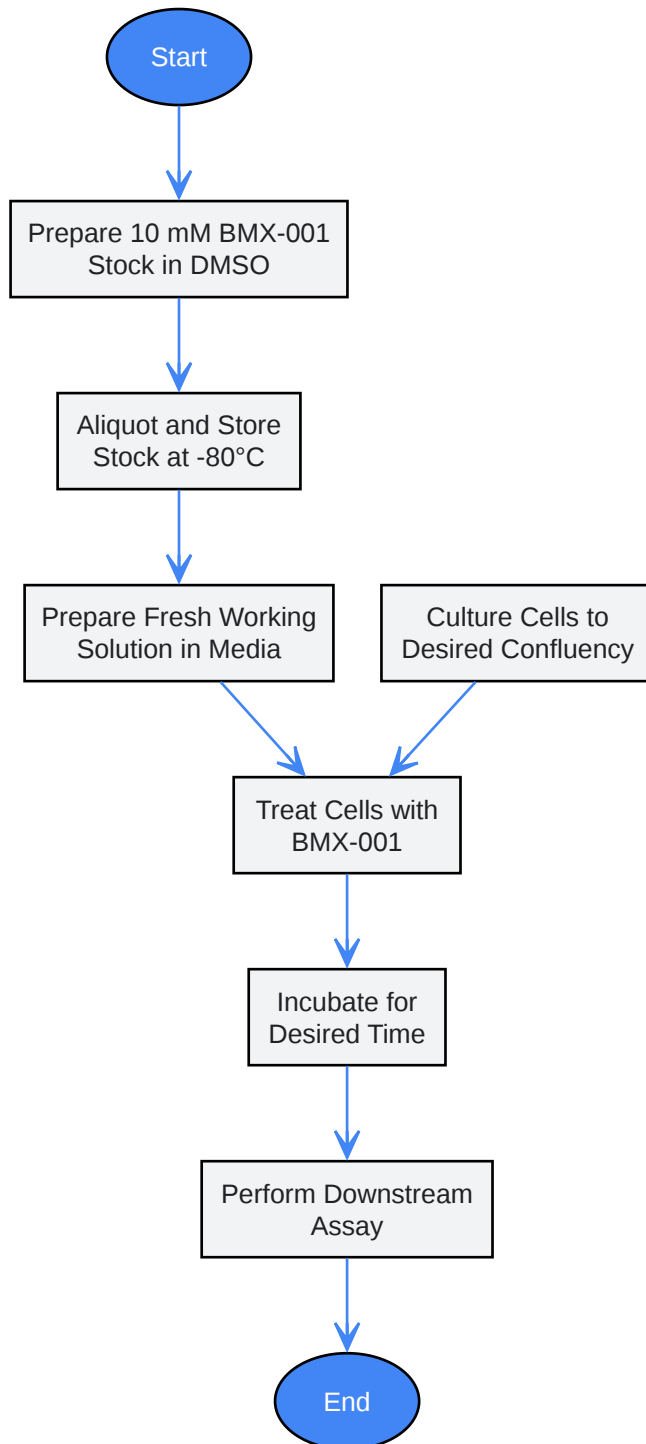 Start
Prepare 10 mM BMX-001
Stock in DMSO
Aliquot and Store
Stock at -80°C
Prepare Fresh Working
Solution in Media
Culture Cells to
Desired Confluency
Treat Cells with
BMX-001
Incubate for
Desired Time
Perform Downstream
Assay
End